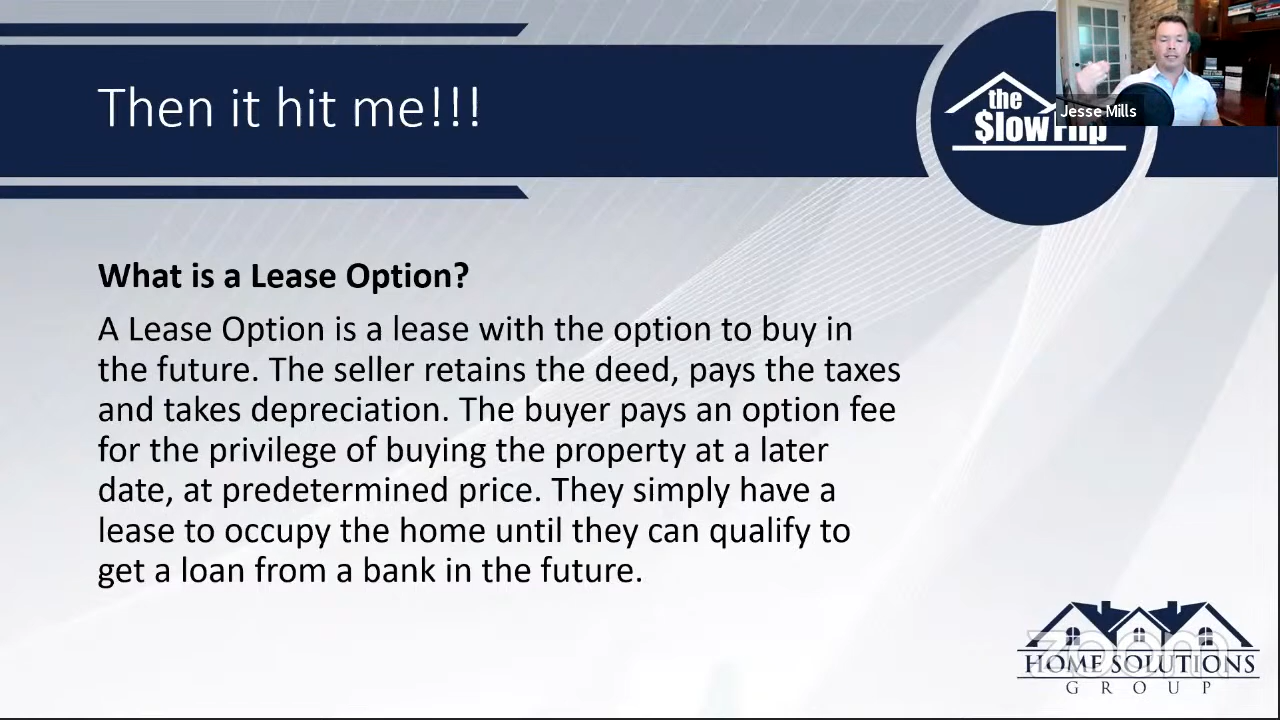 Then it hit me!!!
the
$low Flip
Jesse Mills
What is a Lease Option?
A Lease Option is a lease with the option to buy in
the future. The seller retains the deed, pays the taxes
and takes depreciation. The buyer pays an option fee
for the privilege of buying the property at a later
date, at predetermined price. They simply have a
lease to occupy the home until they can qualify to
get a loan from a bank in the future.
zoom
HOME SOLUTIONS
GROUP